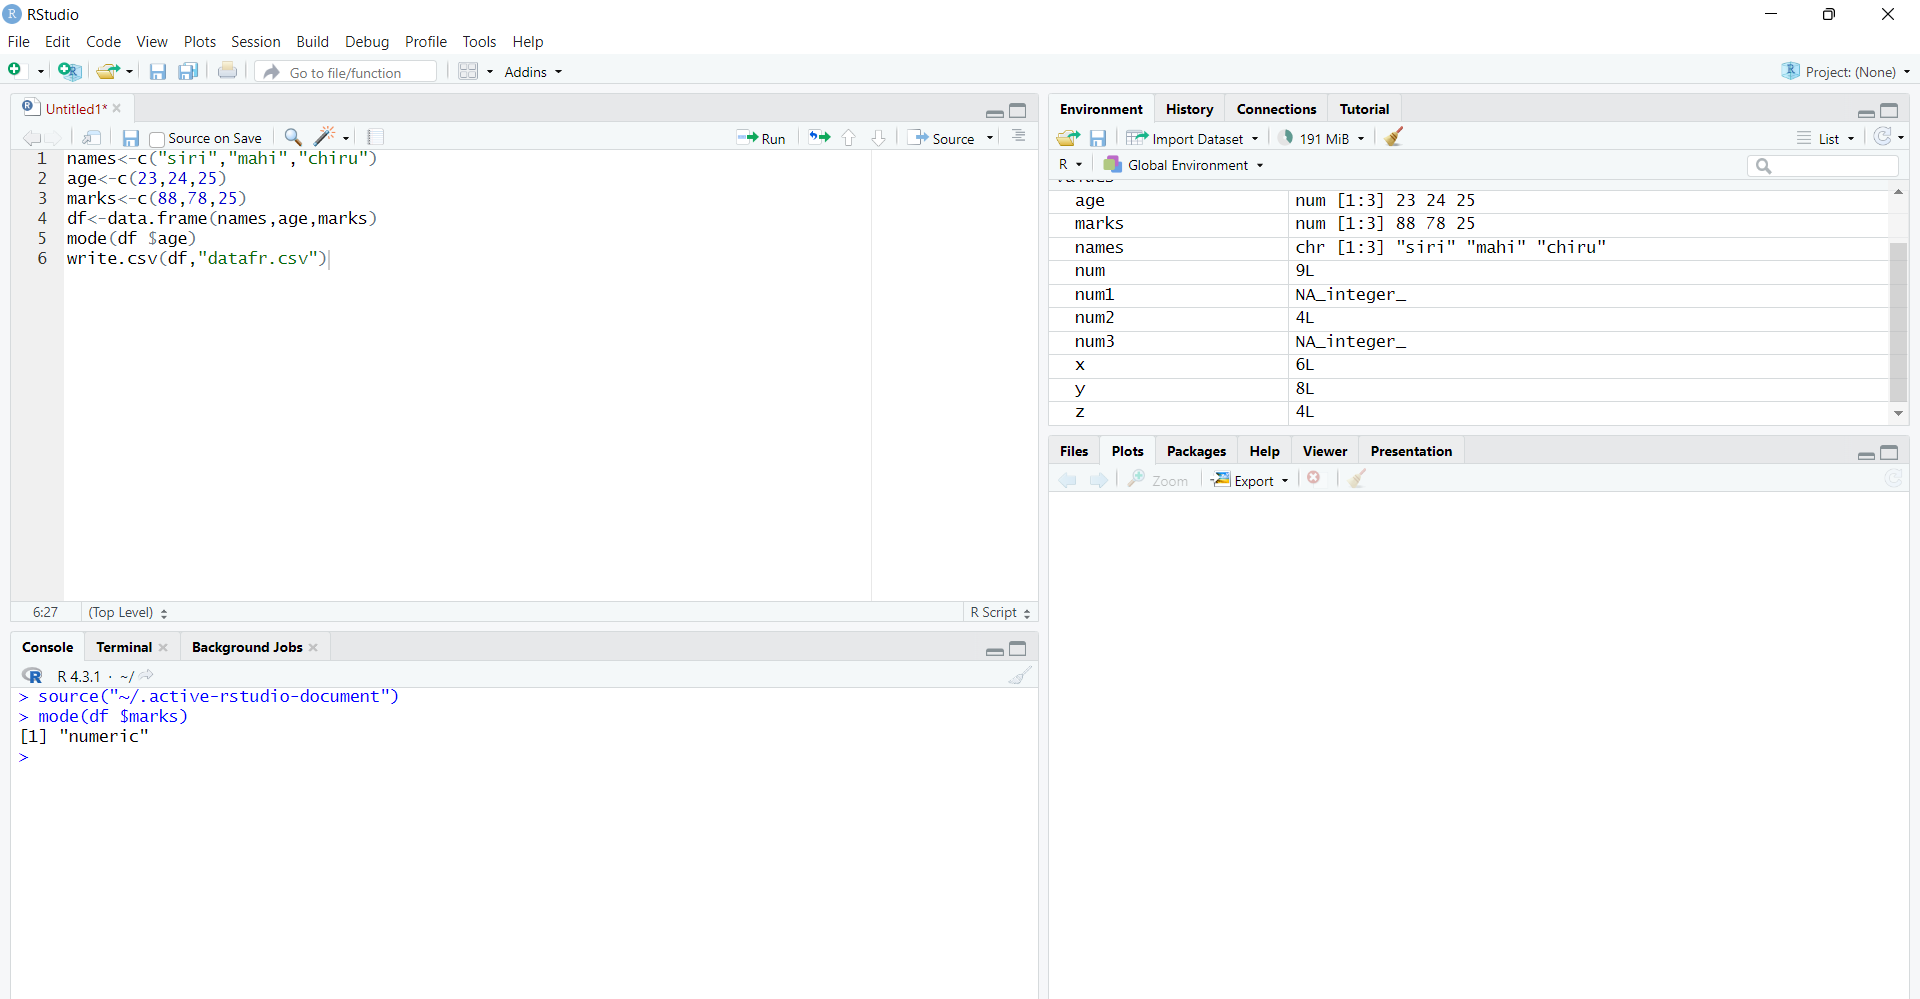 RStudio
File Edit Code View Plots Session Build Debug Profile Tools Help
Go to file/function Addins Project: (None)
Untitled1*
Source on Save Run Source
1 names<-c("siri","mahi","chiru")
2 age<-c(23,24,25)
3 marks<-c(88,78,25)
4 df<-data.frame(names,age,marks)
5 mode(df $age)
6 write.csv(df,"datafr.csv")
6:27 (Top Level) R Script
Console Terminal Background Jobs
R 4.3.1 · ~/
> source("~/.active-rstudio-document")
> mode(df $marks)
[1] "numeric"
>
Environment History Connections Tutorial
Import Dataset 191 MiB List
R Global Environment
age num [1:3] 23 24 25
marks num [1:3] 88 78 25
names chr [1:3] "siri" "mahi" "chiru"
num 9L
num1 NA_integer_
num2 4L
num3 NA_integer_
x 6L
y 8L
z 4L
Files Plots Packages Help Viewer Presentation
Zoom Export